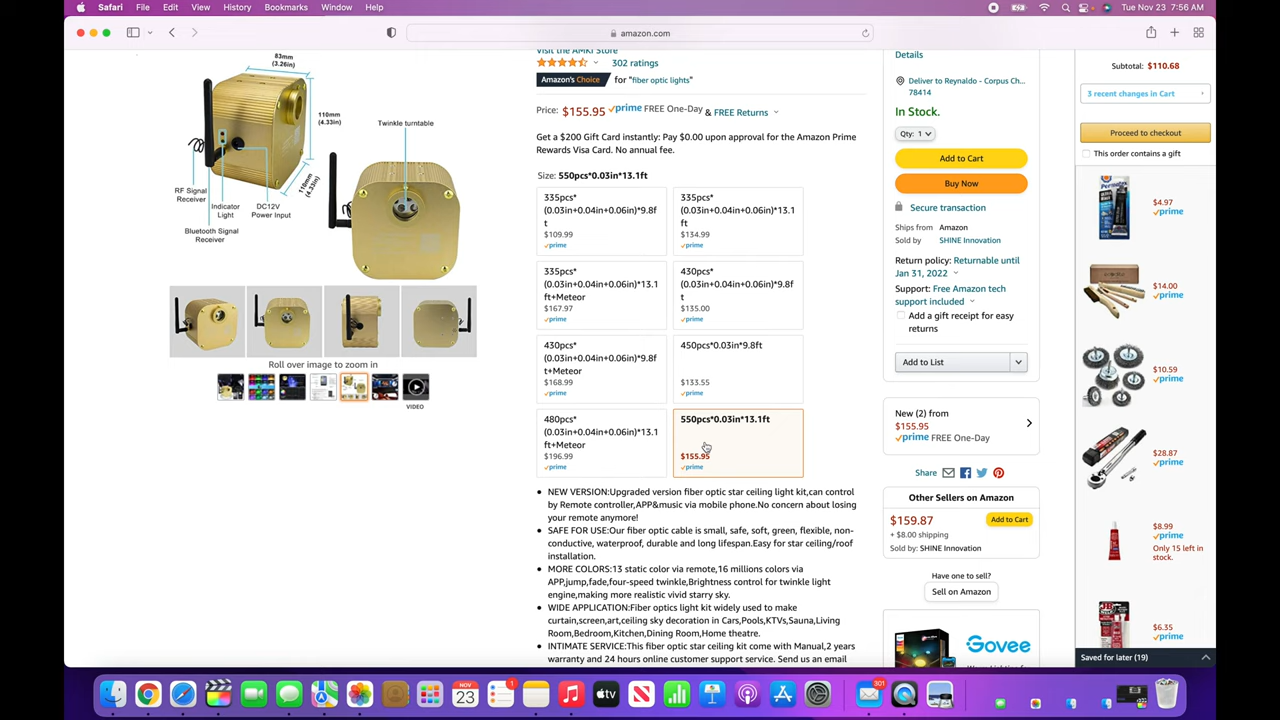 Safari File Edit View History Bookmarks Window Help
Tue Nov 23 7:56 AM
amazon.com
Visit the AMKI Store
302 ratings
Amazon's Choice for "fiber optic lights"
Price: $155.95 prime FREE One-Day & FREE Returns
Get a $200 Gift Card instantly: Pay $0.00 upon approval for the Amazon Prime
Rewards Visa Card. No annual fee.
Size: 550pcs*0.03in*13.1ft
335pcs*
(0.03in+0.04in+0.06in)*9.8f
t
$109.99
prime
335pcs*
(0.03in+0.04in+0.06in)*13.1
ft
$134.99
prime
335pcs*
(0.03in+0.04in+0.06in)*13.1
ft+Meteor
$167.97
prime
430pcs*
(0.03in+0.04in+0.06in)*9.8f
t
$135.00
prime
430pcs*
(0.03in+0.04in+0.06in)*9.8f
t+Meteor
$168.99
prime
450pcs*0.03in*9.8ft
$133.55
prime
480pcs*
(0.03in+0.04in+0.06in)*13.1
ft+Meteor
$196.99
prime
550pcs*0.03in*13.1ft
$155.95
prime
NEW VERSION:Upgraded version fiber optic star ceiling light kit,can control
by Remote controller,APP&music via mobile phone.No concern about losing
your remote anymore!
SAFE FOR USE:Our fiber optic cable is small, safe, soft, green, flexible, non-
conductive, waterproof, durable and long lifespan.Easy for star ceiling/roof
installation.
MORE COLORS:13 static color via remote,16 millions colors via
APP,jump,fade,four-speed twinkle,Brightness control for twinkle light
engine,making more realistic vivid starry sky.
WIDE APPLICATION:Fiber optics light kit widely used to make
curtain,screen,art,ceiling sky decoration in Cars,Pools,KTVs,Sauna,Living
Room,Bedroom,Kitchen,Dining Room,Home theatre.
INTIMATE SERVICE:This fiber optic star ceiling kit come with Manual,2 years
warranty and 24 hours online customer support service. Send us an email
83mm
(3.26in)
110mm
(4.33in)
110mm
(4.33in)
Twinkle turntable
RF Signal
Receiver
Indicator
Light
DC12V
Power Input
Bluetooth Signal
Receiver
Roll over image to zoom in
VIDEO
Details
Deliver to Reynaldo - Corpus Ch...
78414
In Stock.
Qty: 1
Add to Cart
Buy Now
Secure transaction
Ships from Amazon
Sold by SHINE Innovation
Return policy: Returnable until
Jan 31, 2022
Support: Free Amazon tech
support included
Add a gift receipt for easy
returns
Add to List
New (2) from
$155.95
prime FREE One-Day
Share
Other Sellers on Amazon
$159.87
Add to Cart
+ $8.00 shipping
Sold by: SHINE Innovation
Have one to sell?
Sell on Amazon
Govee
Subtotal: $110.68
3 recent changes in Cart
Proceed to checkout
This order contains a gift
$4.97
prime
$14.00
prime
$10.59
prime
$28.87
prime
$8.99
prime
Only 15 left in
stock.
$6.35
prime
Saved for later (19)
NOV
23
1
tv
301